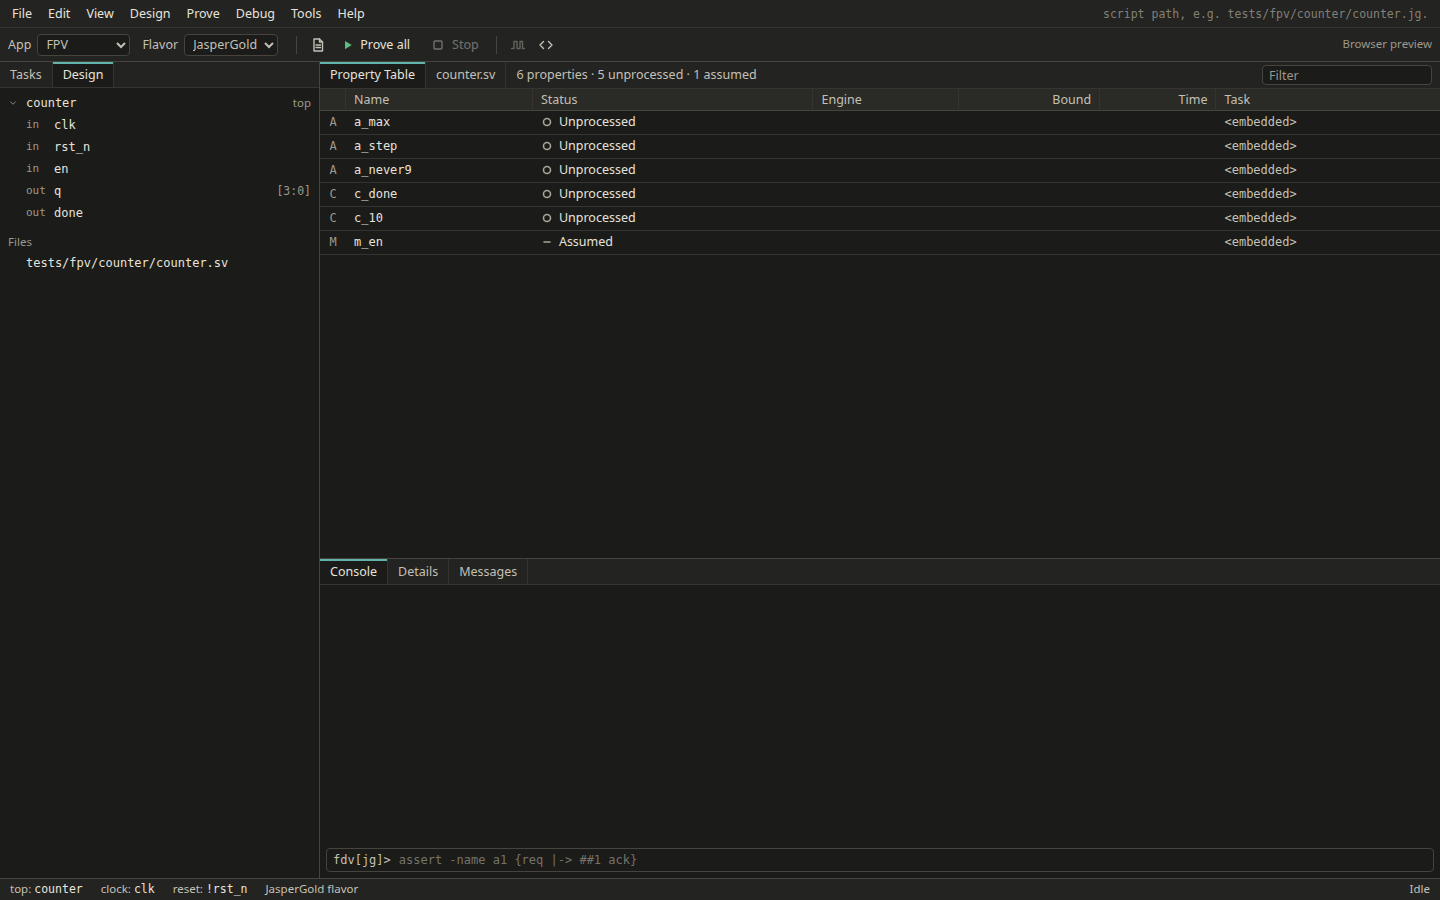 File Edit View Design Prove Debug Tools Help script path, e.g. tests/fpv/counter/counter.jg.
App FPV Flavor JasperGold Prove all Stop Browser preview
Tasks Design Property Table counter.sv 6 properties · 5 unprocessed · 1 assumed Filter
counter top Name Status Engine Bound Time Task
in clk A a_max Unprocessed <embedded>
in rst_n A a_step Unprocessed <embedded>
in en A a_never9 Unprocessed <embedded>
out q [3:0] C c_done Unprocessed <embedded>
out done C c_10 Unprocessed <embedded>
Files M m_en Assumed <embedded>
tests/fpv/counter/counter.sv
Console Details Messages
fdv[jg]> assert -name a1 {req |-> ##1 ack}
top: counter clock: clk reset: !rst_n JasperGold flavor Idle